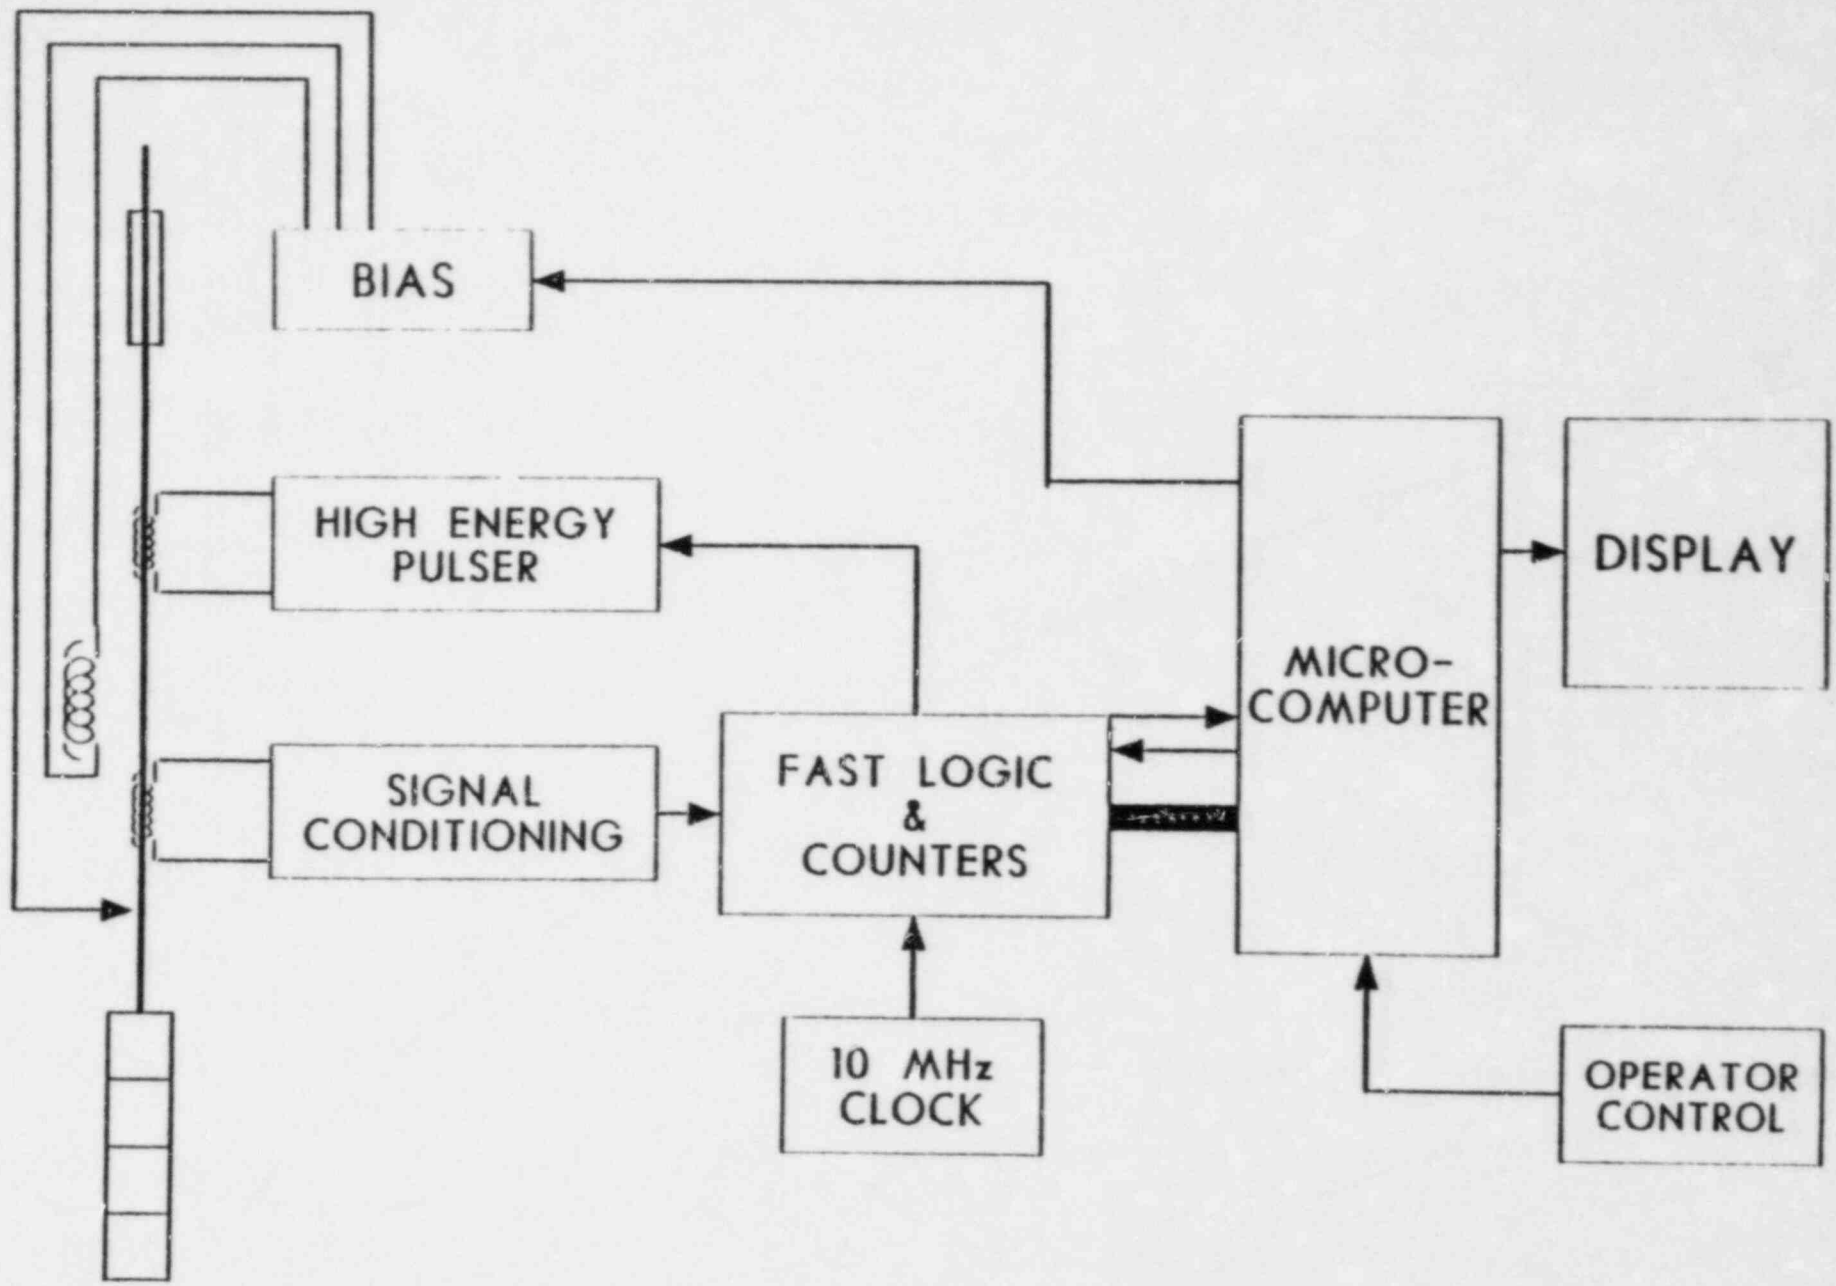 BIAS
HIGH ENERGY
PULSER
DISPLAY
MICRO-
COMPUTER
SIGNAL
CONDITIONING
FAST LOGIC
&
COUNTERS
10 MHz
CLOCK
OPERATOR
CONTROL